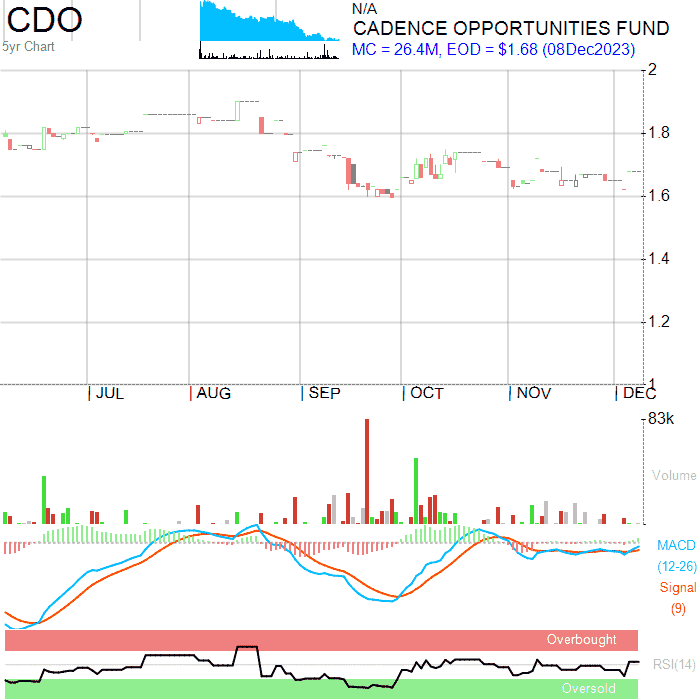 CDO
5yr Chart
N/A
CADENCE OPPORTUNITIES FUND
MC = 26.4M, EOD = $1.68 (08Dec2023)
2
1.8
1.6
1.4
1.2
1
JUL AUG SEP OCT NOV DEC
83k
Volume
MACD
(12-26)
Signal
(9)
Overbought
RSI(14)
Oversold